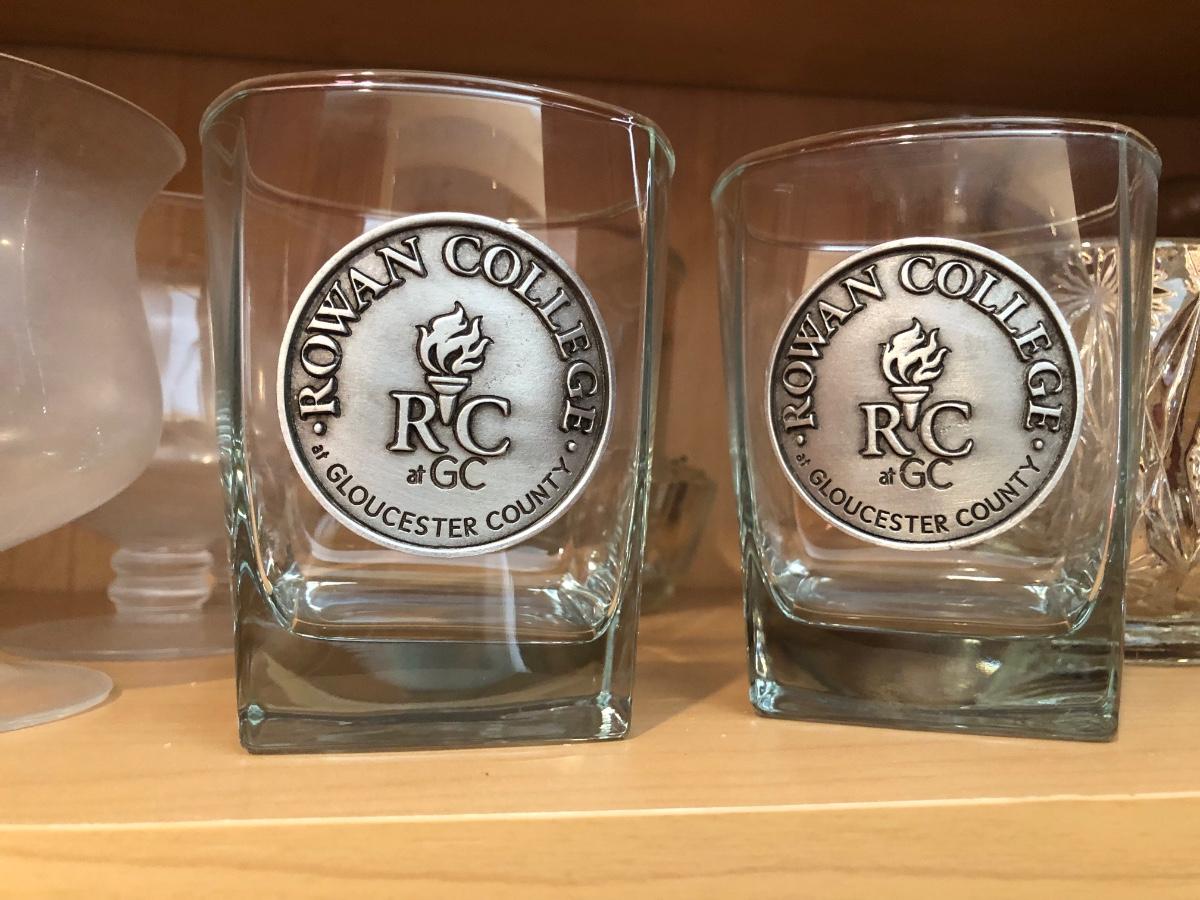 ROWAN COLLEGE
RC
at GC
at GLOUCESTER COUNTY
ROWAN COLLEGE
RC
at GC
at GLOUCESTER COUNTY